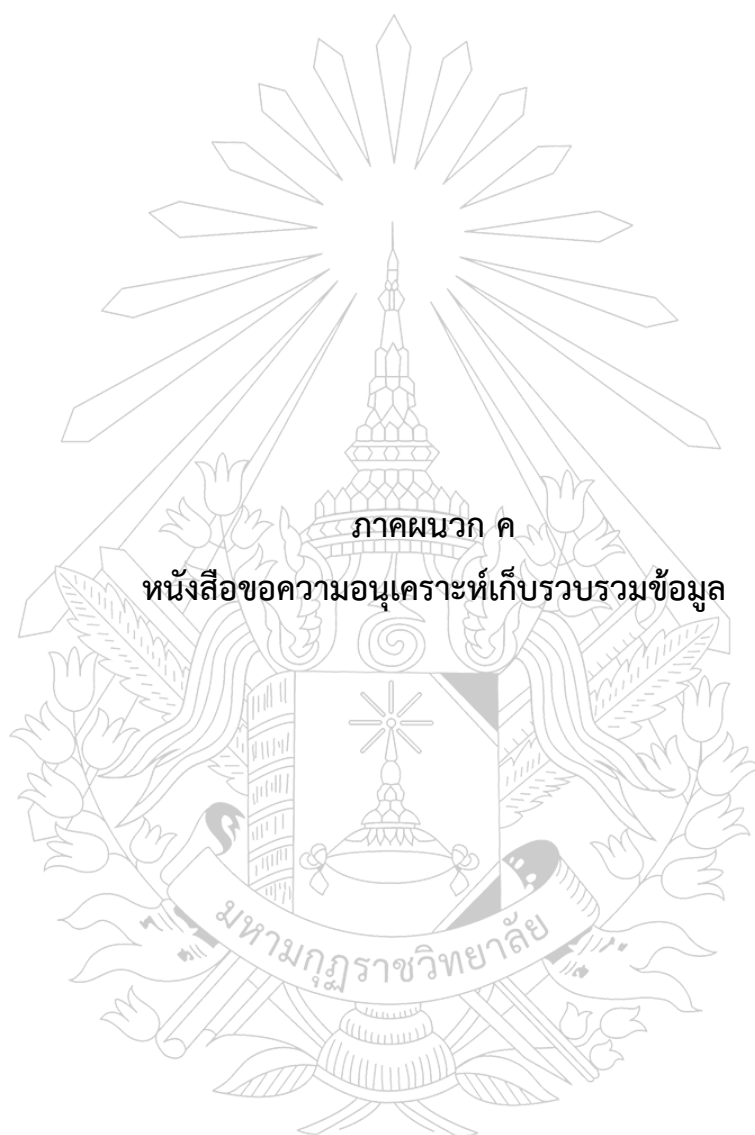 ภาคผนวก ค
หนังสือขอความอนุเคราะห์เก็บรวบรวมข้อมูล
มหามกุฏราชวิทยาลัย